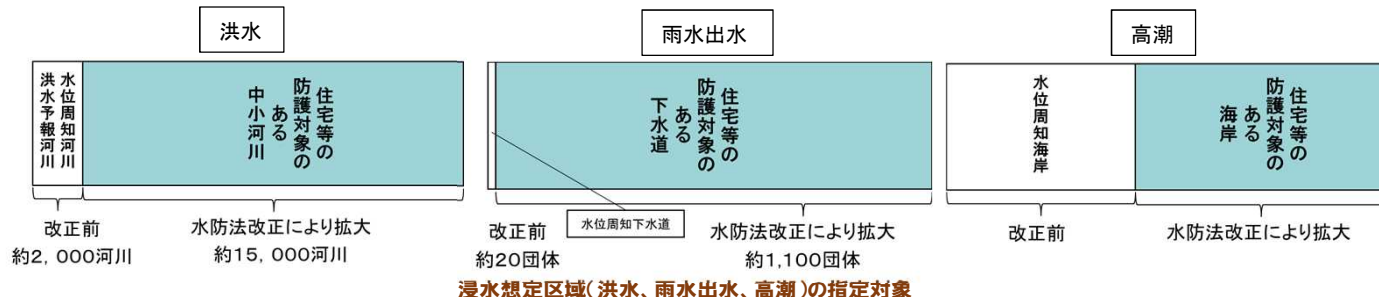 洪水
洪水予報河川
水位周知河川
住宅等の
防護対象の
ある
中小河川
改正前
約2，000河川
水防法改正により拡大
約15，000河川
雨水出水
住宅等の
防護対象の
ある
下水道
水位周知下水道
改正前
約20団体
水防法改正により拡大
約1,100団体
高潮
水位周知海岸
住宅等の
防護対象の
ある
海岸
改正前
水防法改正により拡大
浸水想定区域(洪水、雨水出水、高潮)の指定対象